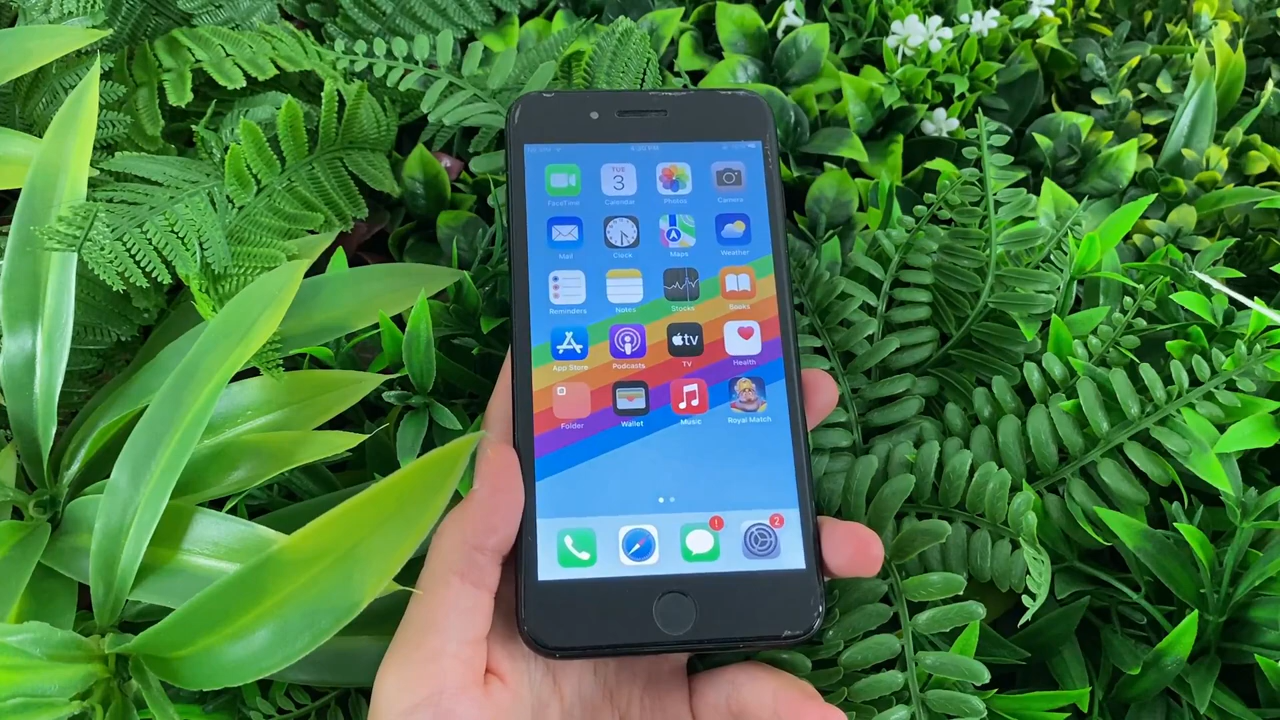 TUE
3
FaceTime Calendar Photos Camera
Mail Clock Maps Weather
Reminders Notes Stocks Books
tv
App Store Podcasts TV Health
Folder Wallet Music Royal Match
! 2